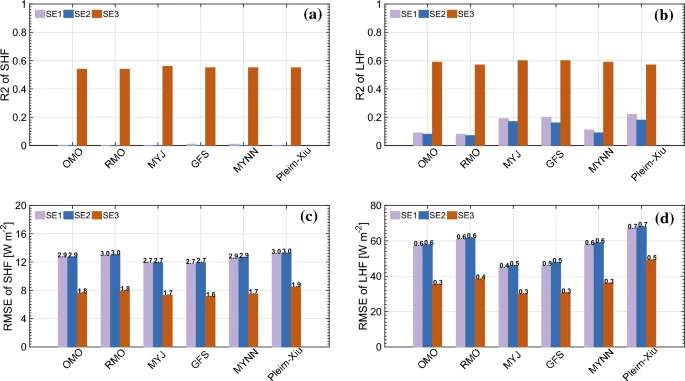 1
0.8
0.6
0.4
0.2
0
R2 of SHF
SE1 SE2 SE3
(a)
OMO RMO MYJ GFS MYNN Pleim-Xiu
1
0.8
0.6
0.4
0.2
0
R2 of LHF
SE1 SE2 SE3
(b)
OMO RMO MYJ GFS MYNN Pleim-Xiu
20
16
12
8
4
0
RMSE of SHF [W m-2]
SE1 SE2 SE3
(c)
2.9 2.9 1.8 3.0 3.0 1.8 2.7 2.7 1.7 2.7 2.7 1.6 2.9 2.9 1.7 3.0 3.0 1.9
OMO RMO MYJ GFS MYNN Pleim-Xiu
80
60
40
20
0
RMSE of LHF [W m-2]
SE1 SE2 SE3
(d)
0.6 0.6 0.3 0.6 0.6 0.4 0.4 0.5 0.3 0.5 0.5 0.3 0.6 0.6 0.3 0.7 0.7 0.5
OMO RMO MYJ GFS MYNN Pleim-Xiu